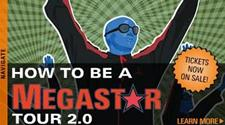 NAVIGATE
TICKETS
NOW ON
SALE!
HOW TO BE A
MEGASTAR
TOUR 2.0
LEARN MORE